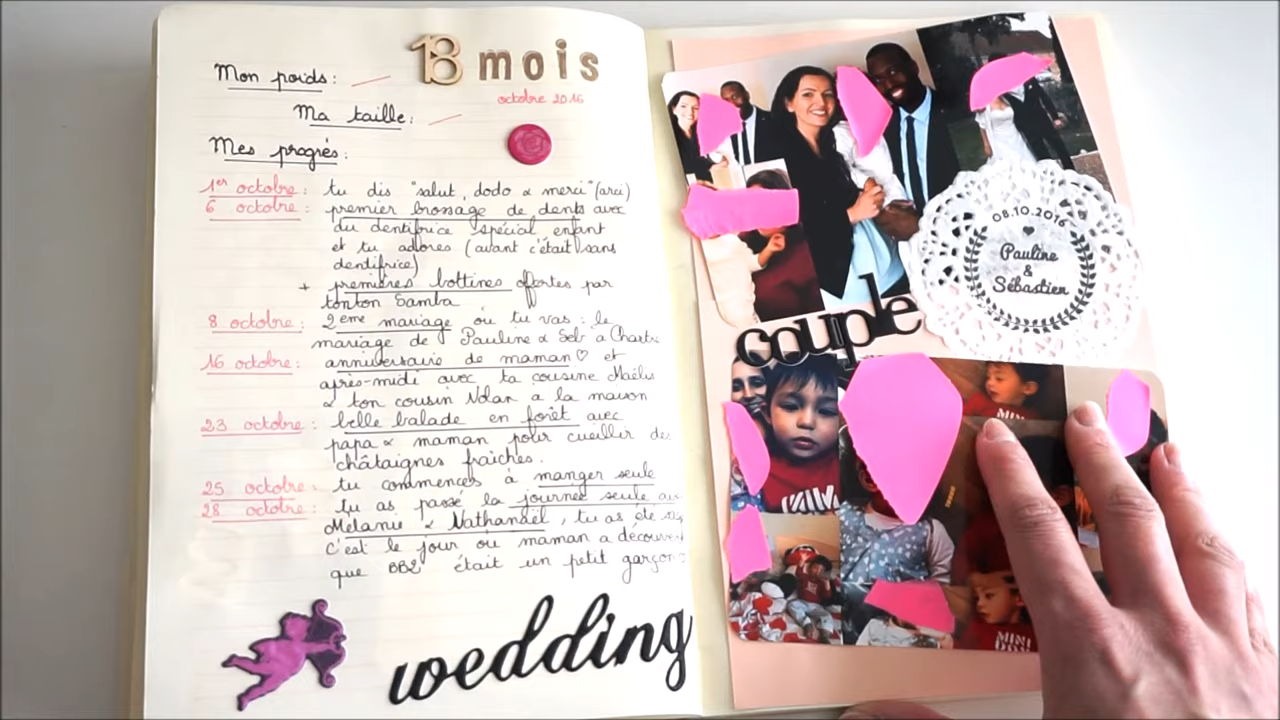 18 mois
octobre 2016
Mon poids :
Ma taille :
Mes progrés :
1er octobre : tu dis "salut, dodo & merci" (arci)
6 octobre : premier brossage de dents avec
du dentifrice spécial enfant
et tu adores (avant c'était sans
dentifrice)
+ premières bottines offertes par
tonton Samba
8 octobre : 2eme mariage où tu vas : le
mariage de Pauline & Seb à Chartr
16 octobre : anniversaire de maman♡ et
après-midi avec ta cousine Maëlis
& ton cousin Nolan à la maison
23 octobre : belle balade en forêt avec
papa & maman pour cueillir des
châtaignes fraîches.
25 octobre : tu commences à manger seule
28 octobre : tu as passé la journée seule
Mélanie & Nathanaël, tu as été
c'est le jour où maman a découvert
que BB2 était un petit garçon
wedding
08.10.2016
Pauline
&
Sébastien
couple
MINI